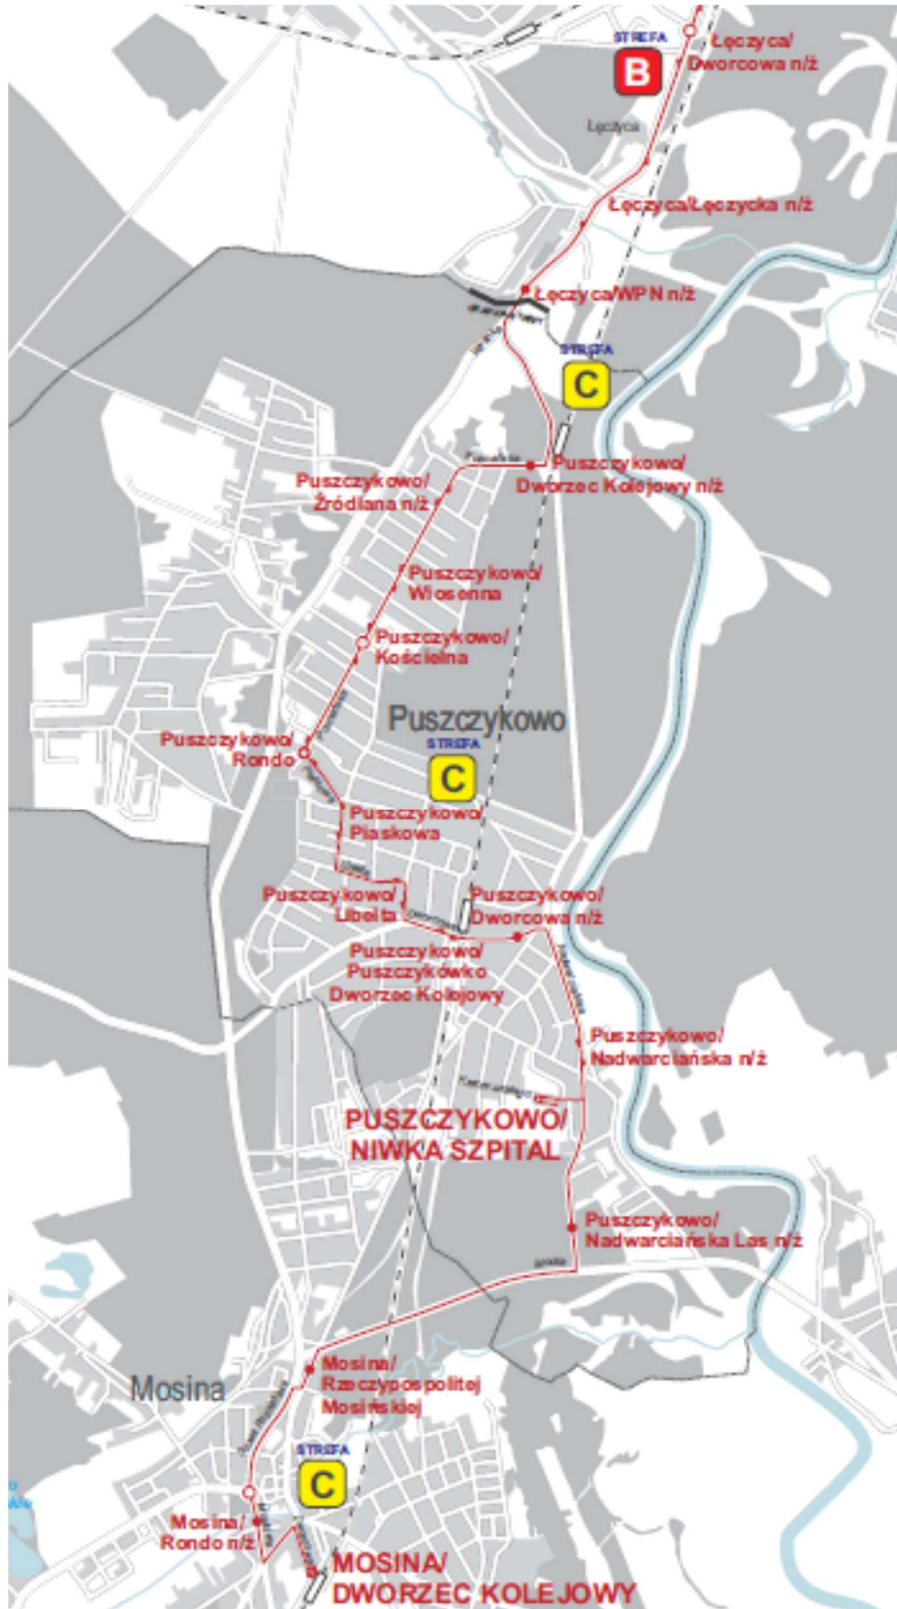 STREFA
B
Łęczyca/
Dworcowa n/ż
Łęczyca
Łęczyca/Łęczycka n/ż
Łęczyca/WPN n/ż
STREFA
C
Puszczykowo/
Dworzec Kolejowy n/ż
Puszczykowo/
Źródlana n/ż
Puszczykowo/
Wiosenna
Puszczykowo/
Kościelna
Puszczykowo
STREFA
C
Puszczykowo/
Rondo
Puszczykowo/
Piaskowa
Puszczykowo/
Libelta
Puszczykowo/
Dworcowa n/ż
Puszczykowo/
Puszczykówko
Dworzec Kolejowy
Puszczykowo/
Nadwarciańska n/ż
PUSZCZYKOWO/
NIWKA SZPITAL
Puszczykowo/
Nadwarciańska Las n/ż
Mosina/
Rzeczypospolitej
Mosińskiej
Mosina
STREFA
C
Mosina/
Rondo n/ż
MOSINA/
DWORZEC KOLEJOWY